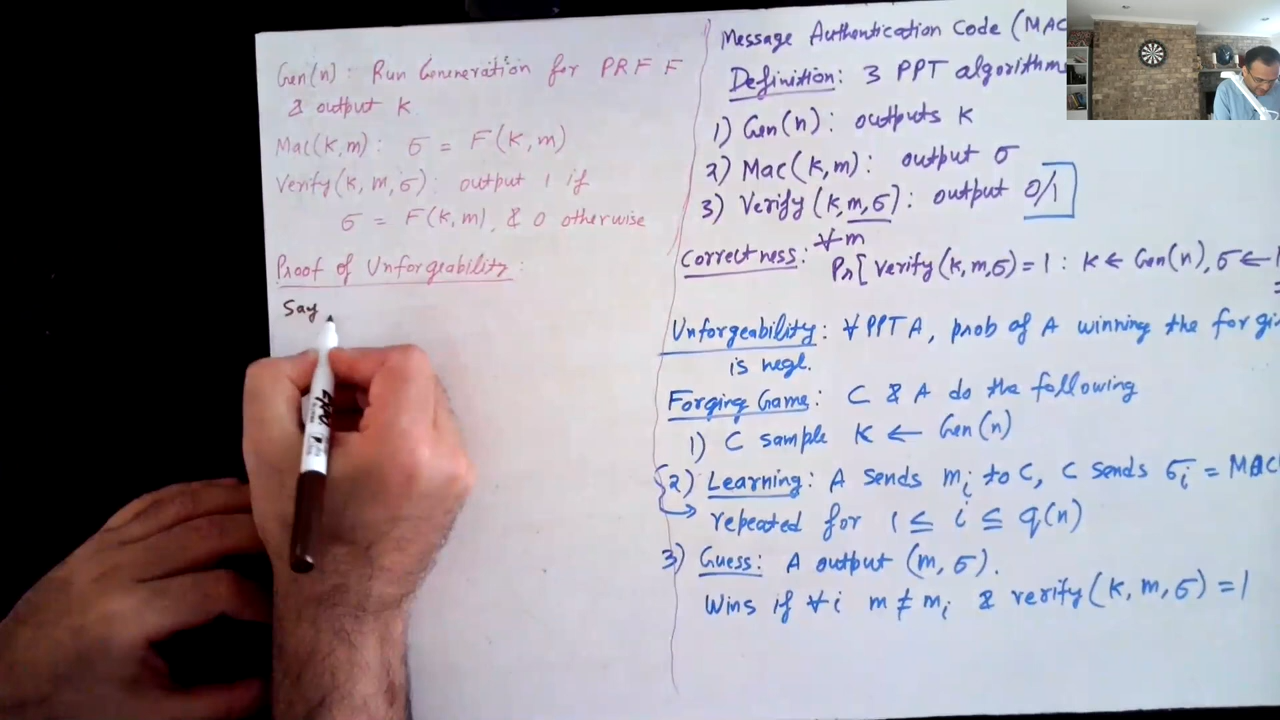 Gen(n): Run Generation for PRF F
& output k
Mac(k,m): σ = F(k,m)
Verify(k, m, σ): output 1 if
σ = F(k,m), & 0 otherwise
Proof of Unforgeability:
Say
Message Authentication Code (MAC
Definition: 3 PPT algorithms
1) Gen(n): outputs k
2) Mac(k,m): output σ
3) Verify(k,m,σ): output 0/1
Correctness: ∀m
Pr[Verify(k,m,σ)=1 : k ← Gen(n), σ ←
Unforgeability: ∀ PPT A, prob of A winning the
is negl.
Forging Game: C & A do the following
1) C sample k ← Gen(n)
2) Learning: A sends mᵢ to C, C sends σᵢ = MAC
repeated for 1 ≤ i ≤ q(n)
3) Guess: A output (m, σ).
Wins if ∀i m ≠ mᵢ & verify(k, m, σ) = 1